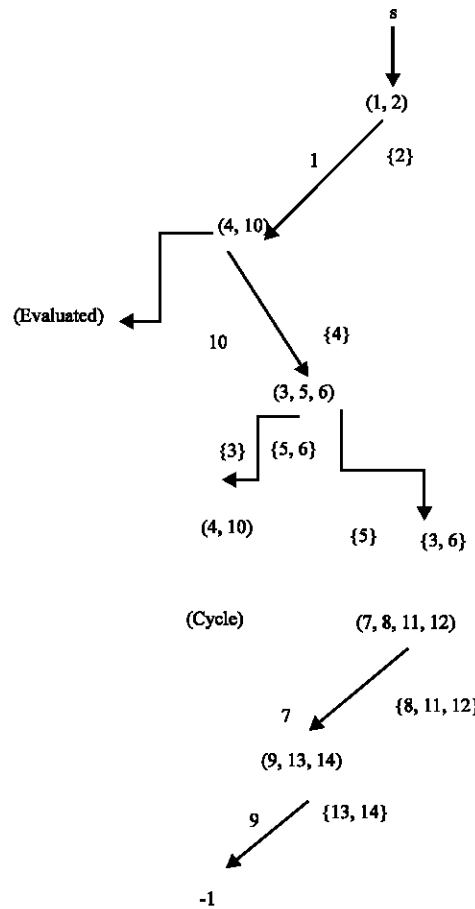 s
(1, 2)
1 {2}
(4, 10)
(Evaluated)
10 {4}
(3, 5, 6)
{3} {5, 6}
(4, 10) {5} {3, 6}
(Cycle) (7, 8, 11, 12)
7 {8, 11, 12}
(9, 13, 14)
9 {13, 14}
-1